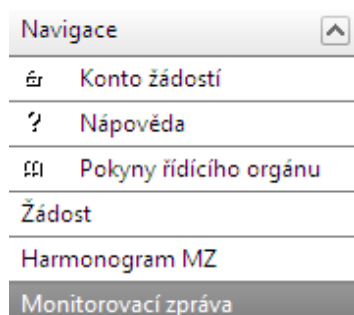 Navigace
Konto žádostí
? Nápověda
Pokyny řídícího orgánu
Žádost
Harmonogram MZ
Monitorovací zpráva